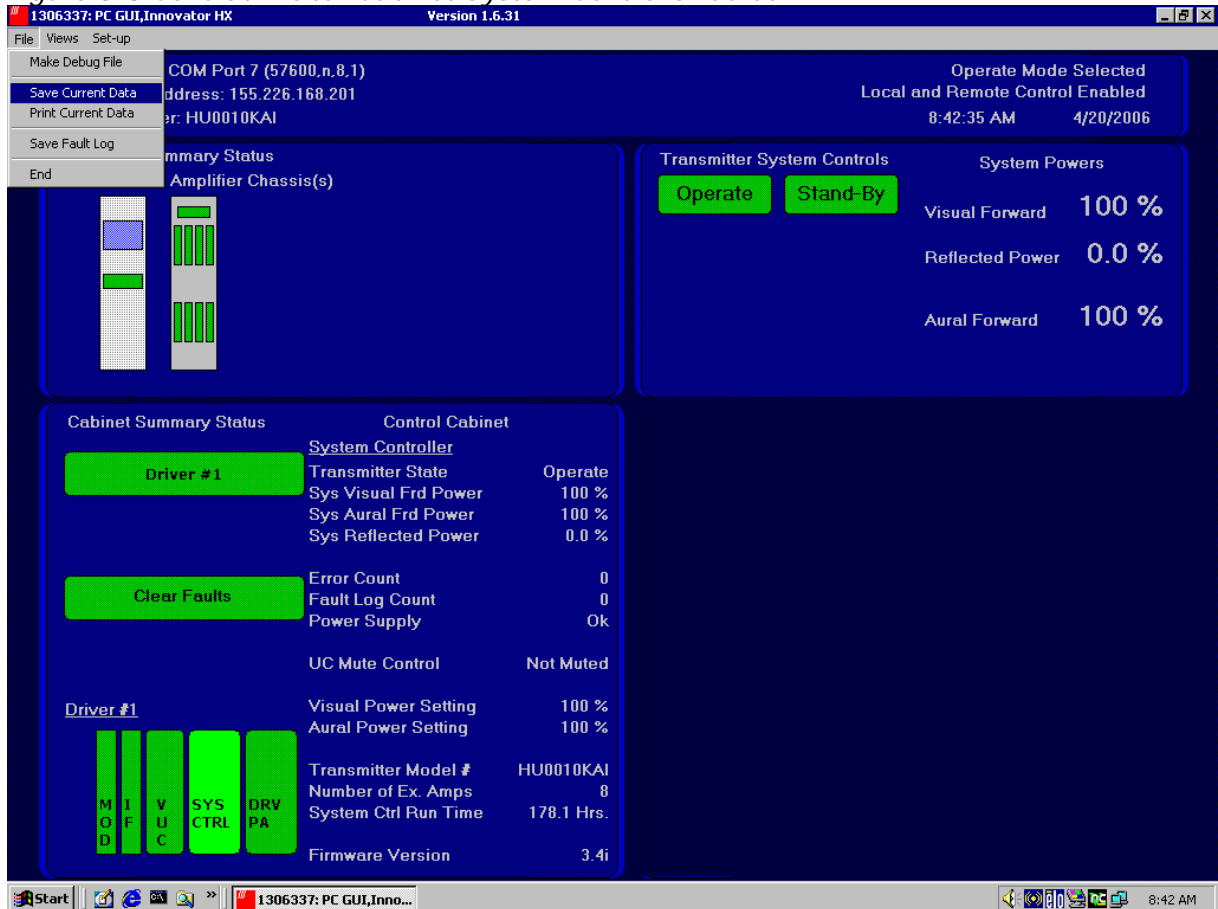 1306337: PC GUI,Innovator HX Version 1.6.31
File Views Set-up
Make Debug File
Save Current Data
Print Current Data
Save Fault Log
End
COM Port 7 (57600,n,8,1)
ddress: 155.226.168.201
er: HU0010KAI
Operate Mode Selected
Local and Remote Control Enabled
8:42:35 AM 4/20/2006
mmary Status
Amplifier Chassis(s)
Transmitter System Controls
Operate Stand-By
System Powers
Visual Forward 100 %
Reflected Power 0.0 %
Aural Forward 100 %
Cabinet Summary Status
Driver #1
Clear Faults
Driver #1
MOD
IF
VUC
SYS CTRL
DRV PA
Control Cabinet
System Controller
Transmitter State Operate
Sys Visual Frd Power 100 %
Sys Aural Frd Power 100 %
Sys Reflected Power 0.0 %
Error Count 0
Fault Log Count 0
Power Supply Ok
UC Mute Control Not Muted
Visual Power Setting 100 %
Aural Power Setting 100 %
Transmitter Model # HU0010KAI
Number of Ex. Amps 8
System Ctrl Run Time 178.1 Hrs.
Firmware Version 3.4i
Start » 1306337: PC GUI,Inno... 8:42 AM